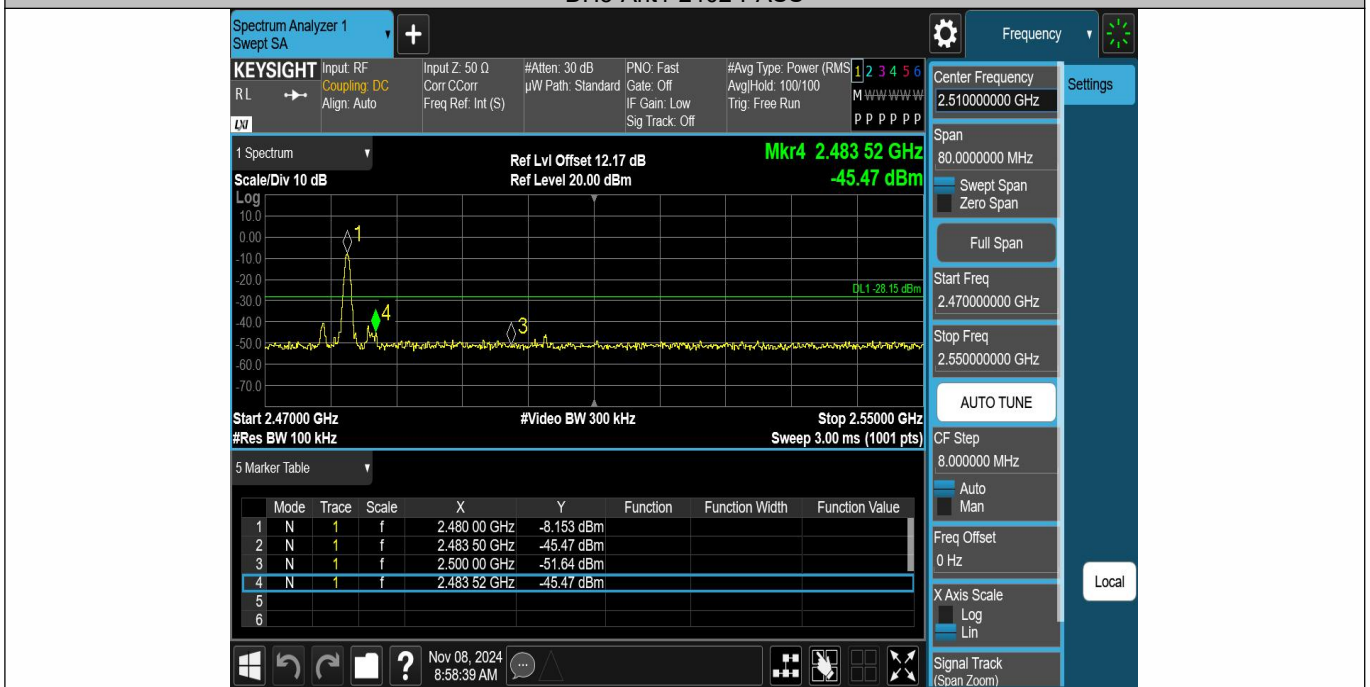 Spectrum Analyzer 1
Swept SA
+
Frequency
KEYSIGHT
RL
LXI
Input: RF
Coupling: DC
Align: Auto
Input Z: 50 Ω
Corr CCorr
Freq Ref: Int (S)
#Atten: 30 dB
µW Path: Standard
PNO: Fast
Gate: Off
IF Gain: Low
Sig Track: Off
#Avg Type: Power (RMS
Avg|Hold: 100/100
Trig: Free Run
1 2 3 4 5 6
M W W W W W
P P P P P P
1 Spectrum
Scale/Div 10 dB
Ref Lvl Offset 12.17 dB
Ref Level 20.00 dBm
Mkr4 2.483 52 GHz
-45.47 dBm
Log
10.0
0.00
-10.0
-20.0
-30.0
-40.0
-50.0
-60.0
-70.0
1
4
3
DL1 -28.15 dBm
Start 2.47000 GHz
#Video BW 300 kHz
Stop 2.55000 GHz
#Res BW 100 kHz
Sweep 3.00 ms (1001 pts)
5 Marker Table
Mode Trace Scale X Y Function Function Width Function Value
1 N 1 f 2.480 00 GHz -8.153 dBm
2 N 1 f 2.483 50 GHz -45.47 dBm
3 N 1 f 2.500 00 GHz -51.64 dBm
4 N 1 f 2.483 52 GHz -45.47 dBm
5
6
?
Nov 08, 2024
8:58:39 AM
Center Frequency
2.510000000 GHz
Settings
Span
80.0000000 MHz
Swept Span
Zero Span
Full Span
Start Freq
2.470000000 GHz
Stop Freq
2.550000000 GHz
AUTO TUNE
CF Step
8.000000 MHz
Auto
Man
Freq Offset
0 Hz
Local
X Axis Scale
Log
Lin
Signal Track
(Span Zoom)